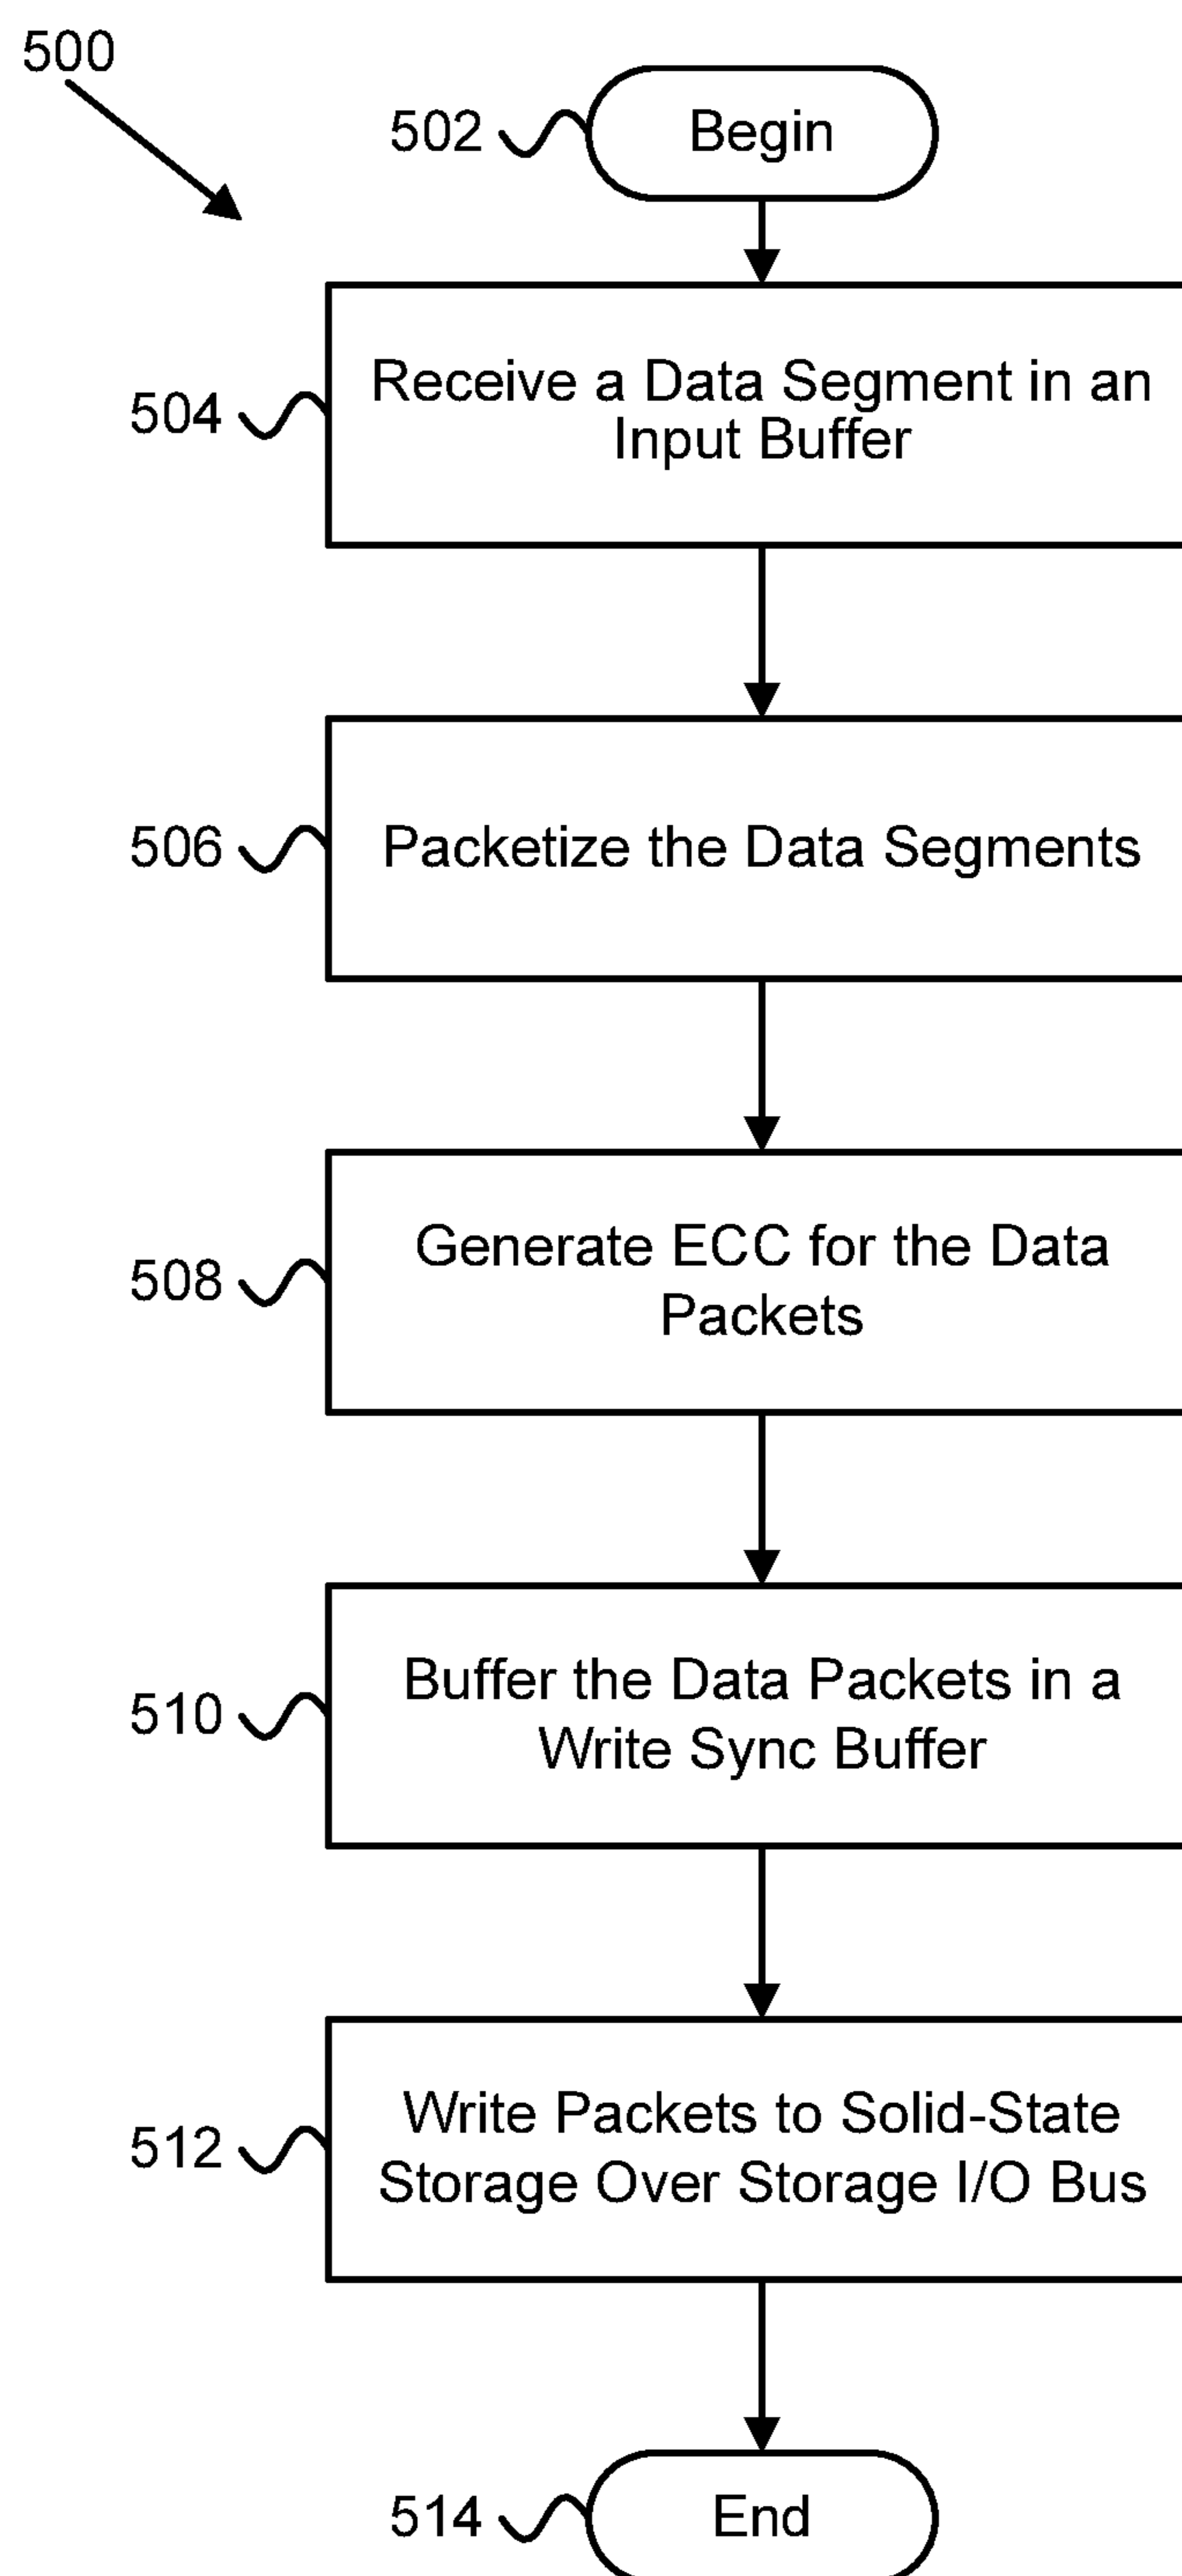 500
502
Begin
504
Receive a Data Segment in an
Input Buffer
506
Packetize the Data Segments
508
Generate ECC for the Data
Packets
510
Buffer the Data Packets in a
Write Sync Buffer
512
Write Packets to Solid-State
Storage Over Storage I/O Bus
514
End